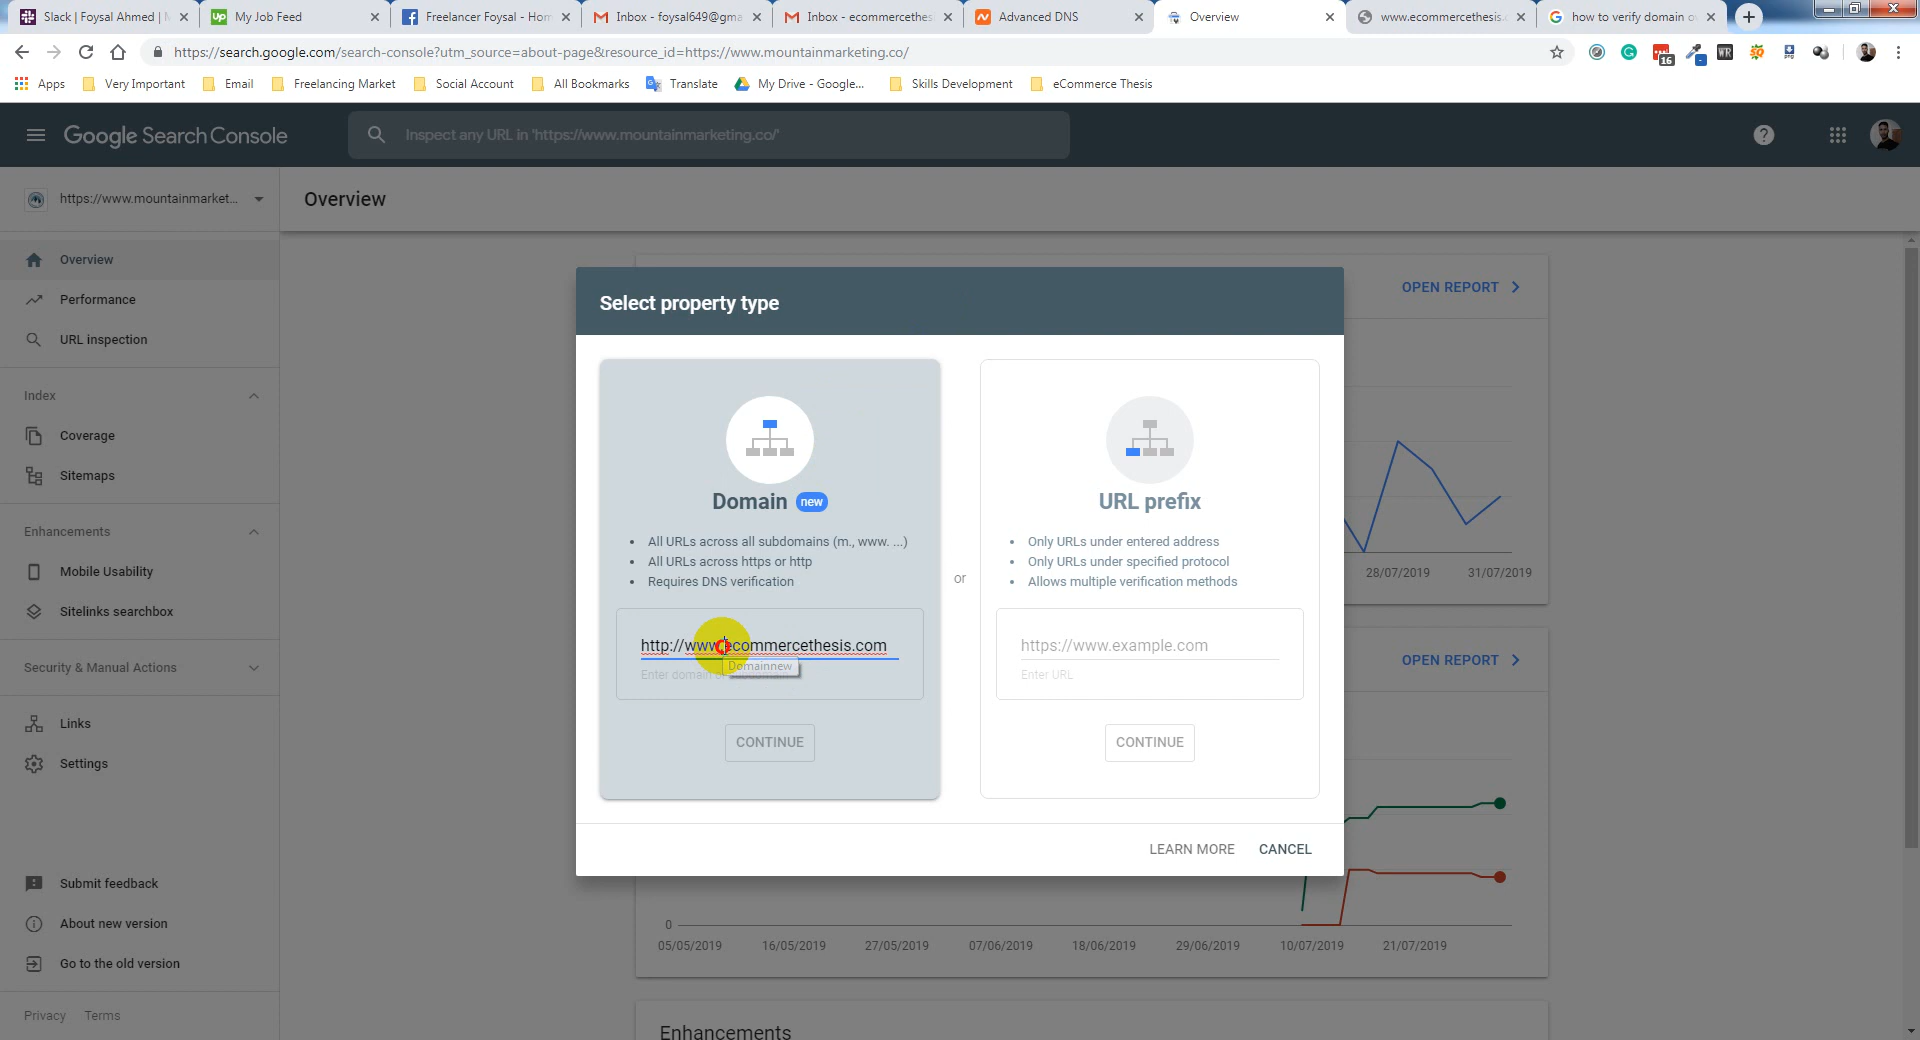 Slack | Foysal Ahmed |
My Job Feed
Freelancer Foysal - Hom
Inbox - foysal649@gma
Inbox - ecommercethes
Advanced DNS
Overview
www.ecommercethesis.
how to verify domain o
https://search.google.com/search-console?utm_source=about-page&resource_id=https://www.mountainmarketing.co/
16
Apps
Very Important
Email
Freelancing Market
Social Account
All Bookmarks
Translate
My Drive - Google...
Skills Development
eCommerce Thesis
Google Search Console
Inspect any URL in 'https://www.mountainmarketing.co/'
https://www.mountainmarket...
Overview
Overview
Performance
URL inspection
Index
Coverage
Sitemaps
Enhancements
Mobile Usability
Sitelinks searchbox
Security & Manual Actions
Links
Settings
Submit feedback
About new version
Go to the old version
Privacy Terms
OPEN REPORT
28/07/2019 31/07/2019
OPEN REPORT
Select property type
Domain new
All URLs across all subdomains (m., www. ...)
All URLs across https or http
Requires DNS verification
http://www.ecommercethesis.com
Domainnew
Enter domain
CONTINUE
or
URL prefix
Only URLs under entered address
Only URLs under specified protocol
Allows multiple verification methods
https://www.example.com
Enter URL
CONTINUE
LEARN MORE CANCEL
0
05/05/2019 16/05/2019 27/05/2019 07/06/2019 18/06/2019 29/06/2019 10/07/2019 21/07/2019
Enhancements